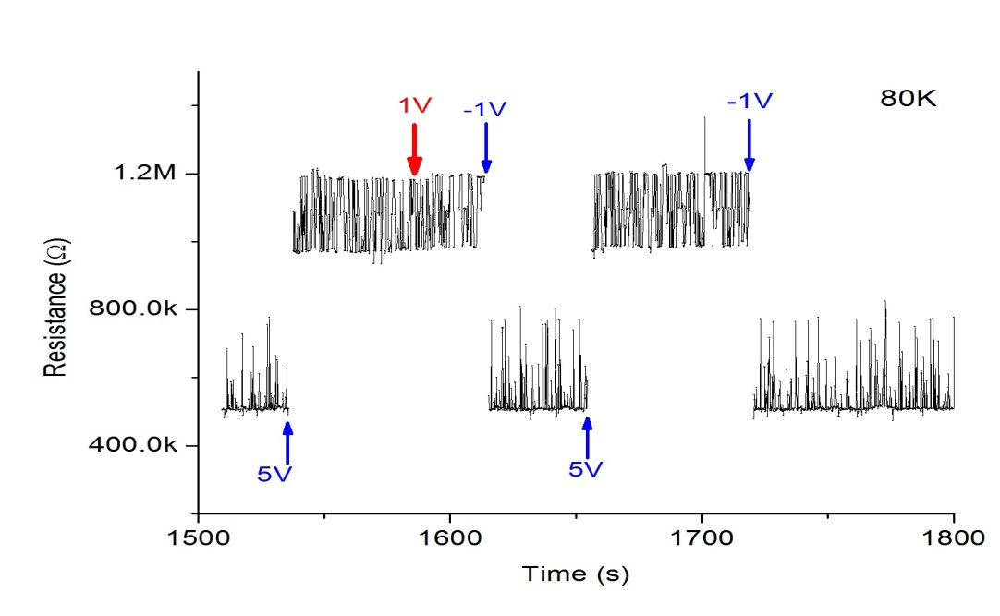 1V
-1V
-1V
80K
1.2M
800.0k
400.0k
Resistance (Ω)
5V
5V
1500
1600
1700
1800
Time (s)